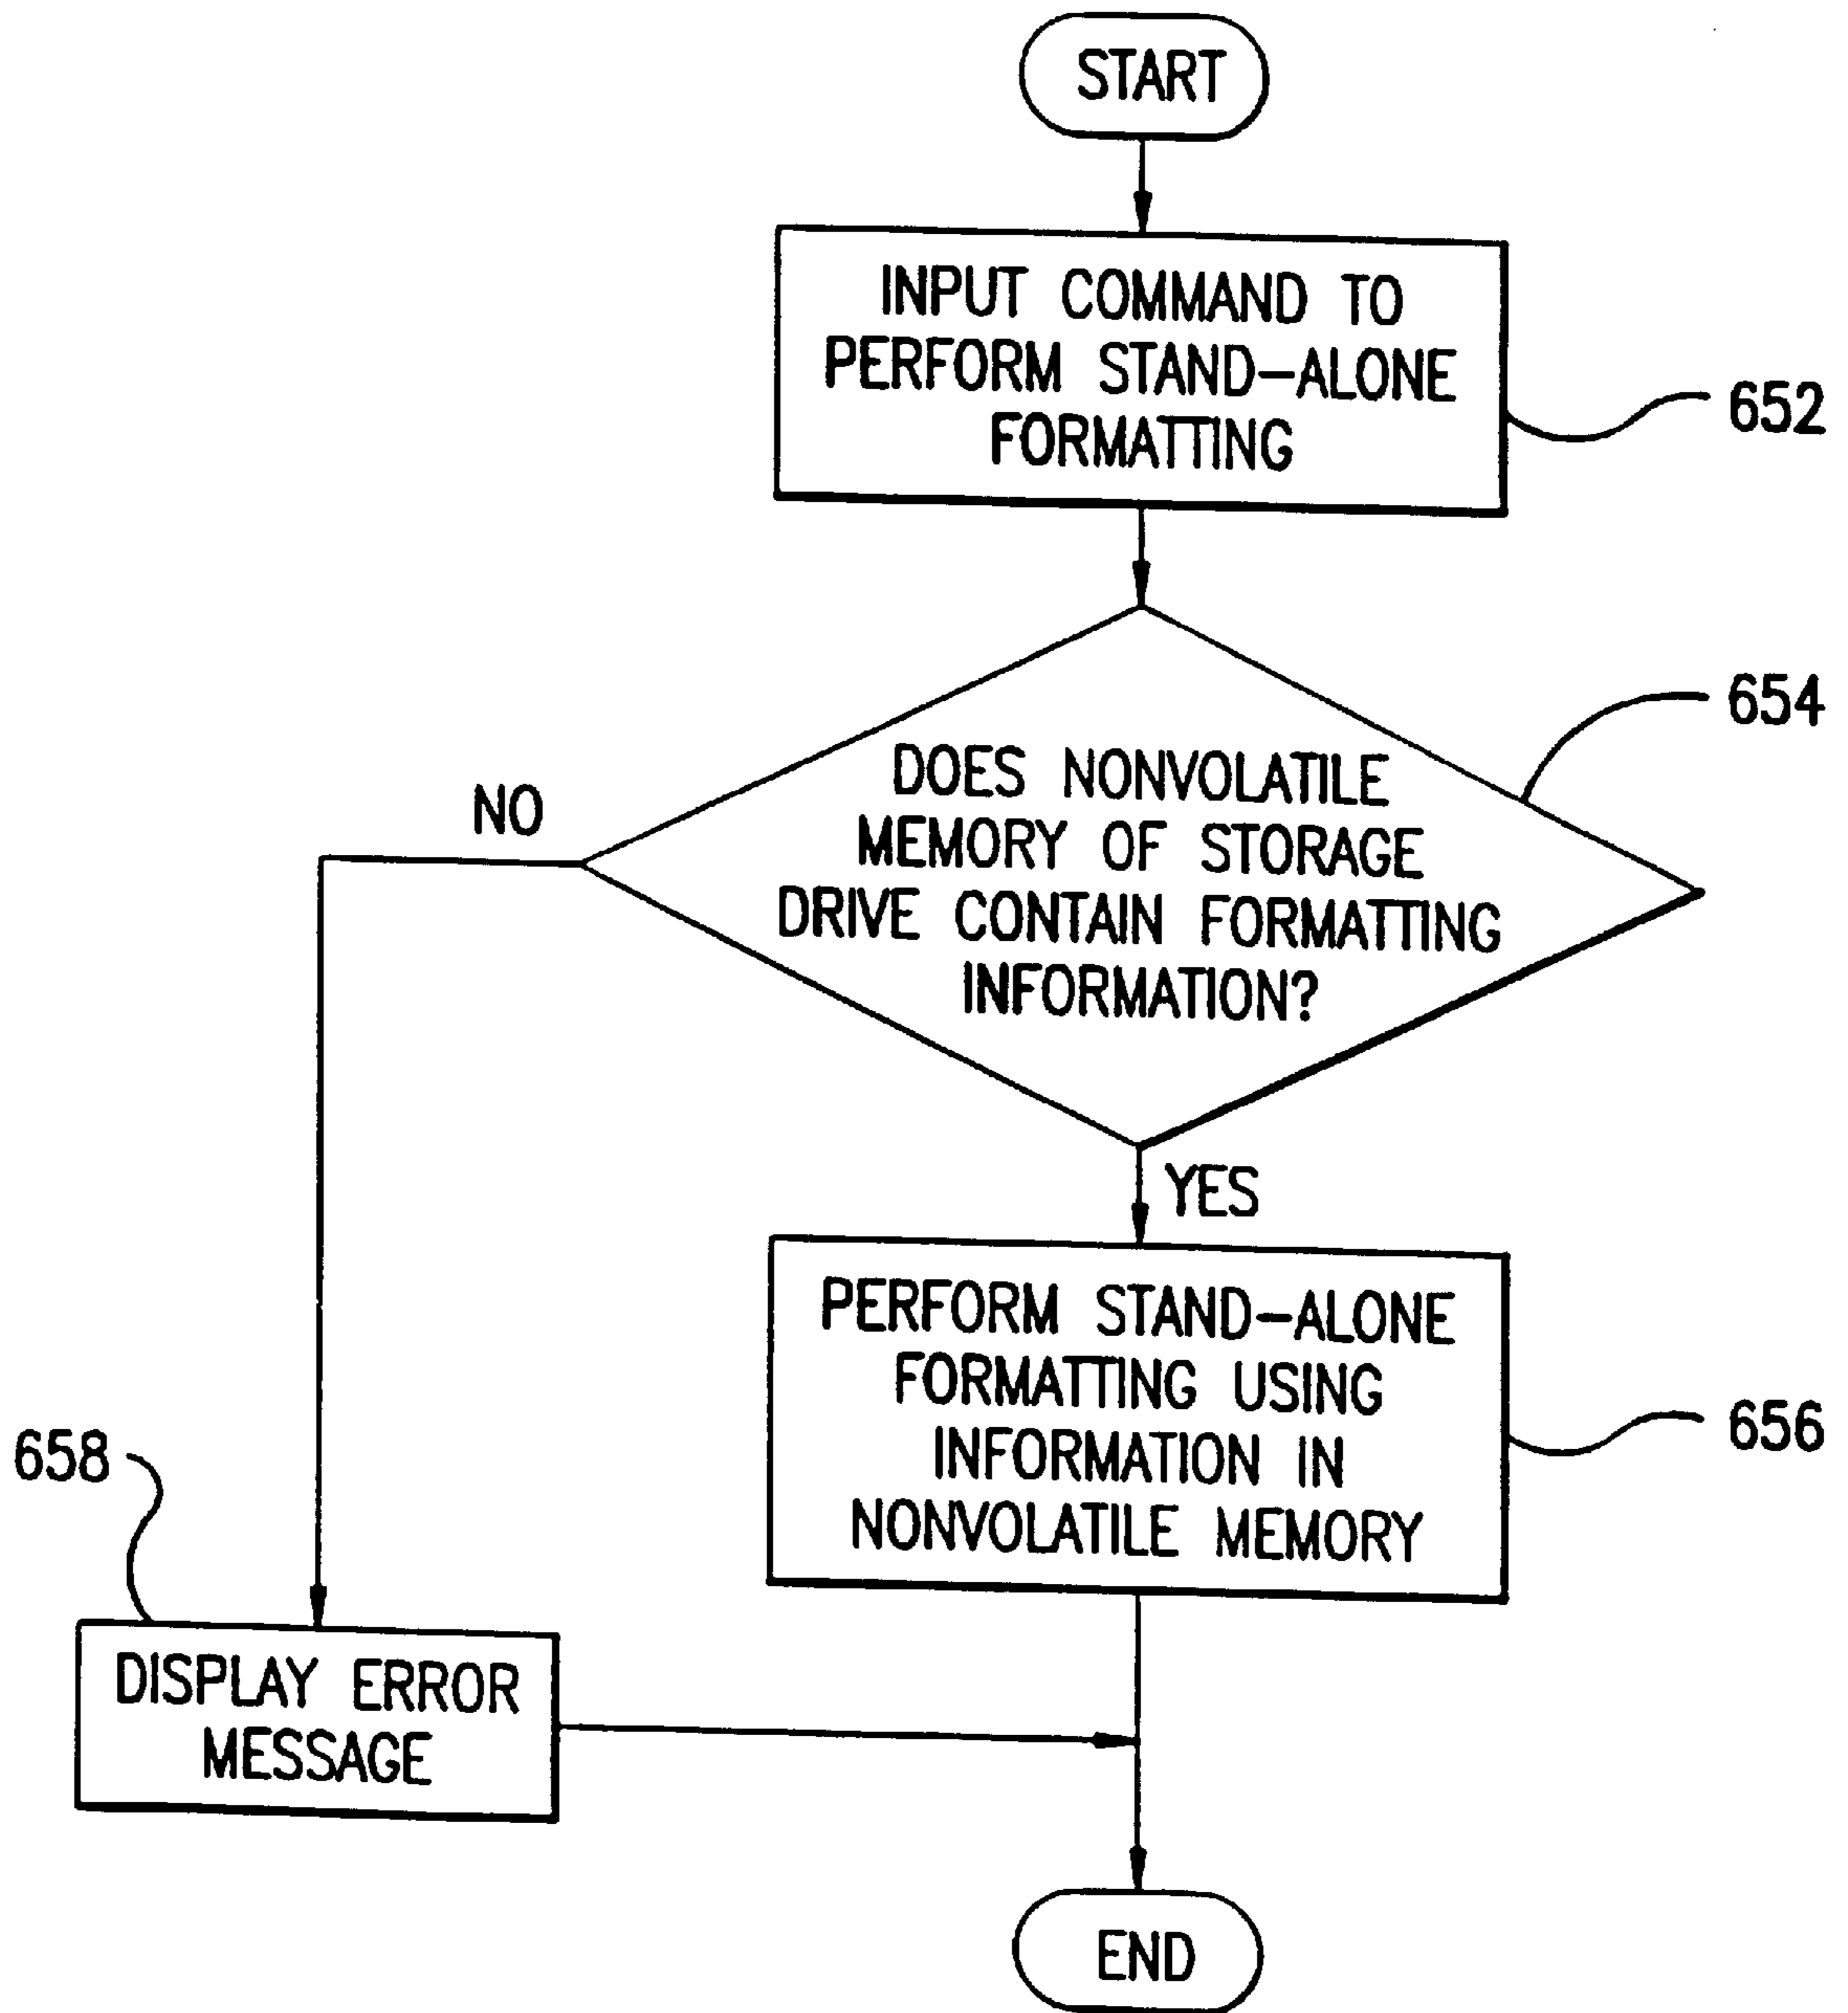 START
INPUT COMMAND TO
PERFORM STAND-ALONE
FORMATTING
652
654
DOES NONVOLATILE
MEMORY OF STORAGE
DRIVE CONTAIN FORMATTING
INFORMATION?
NO
YES
PERFORM STAND-ALONE
FORMATTING USING
INFORMATION IN
NONVOLATILE MEMORY
656
658
DISPLAY ERROR
MESSAGE
END